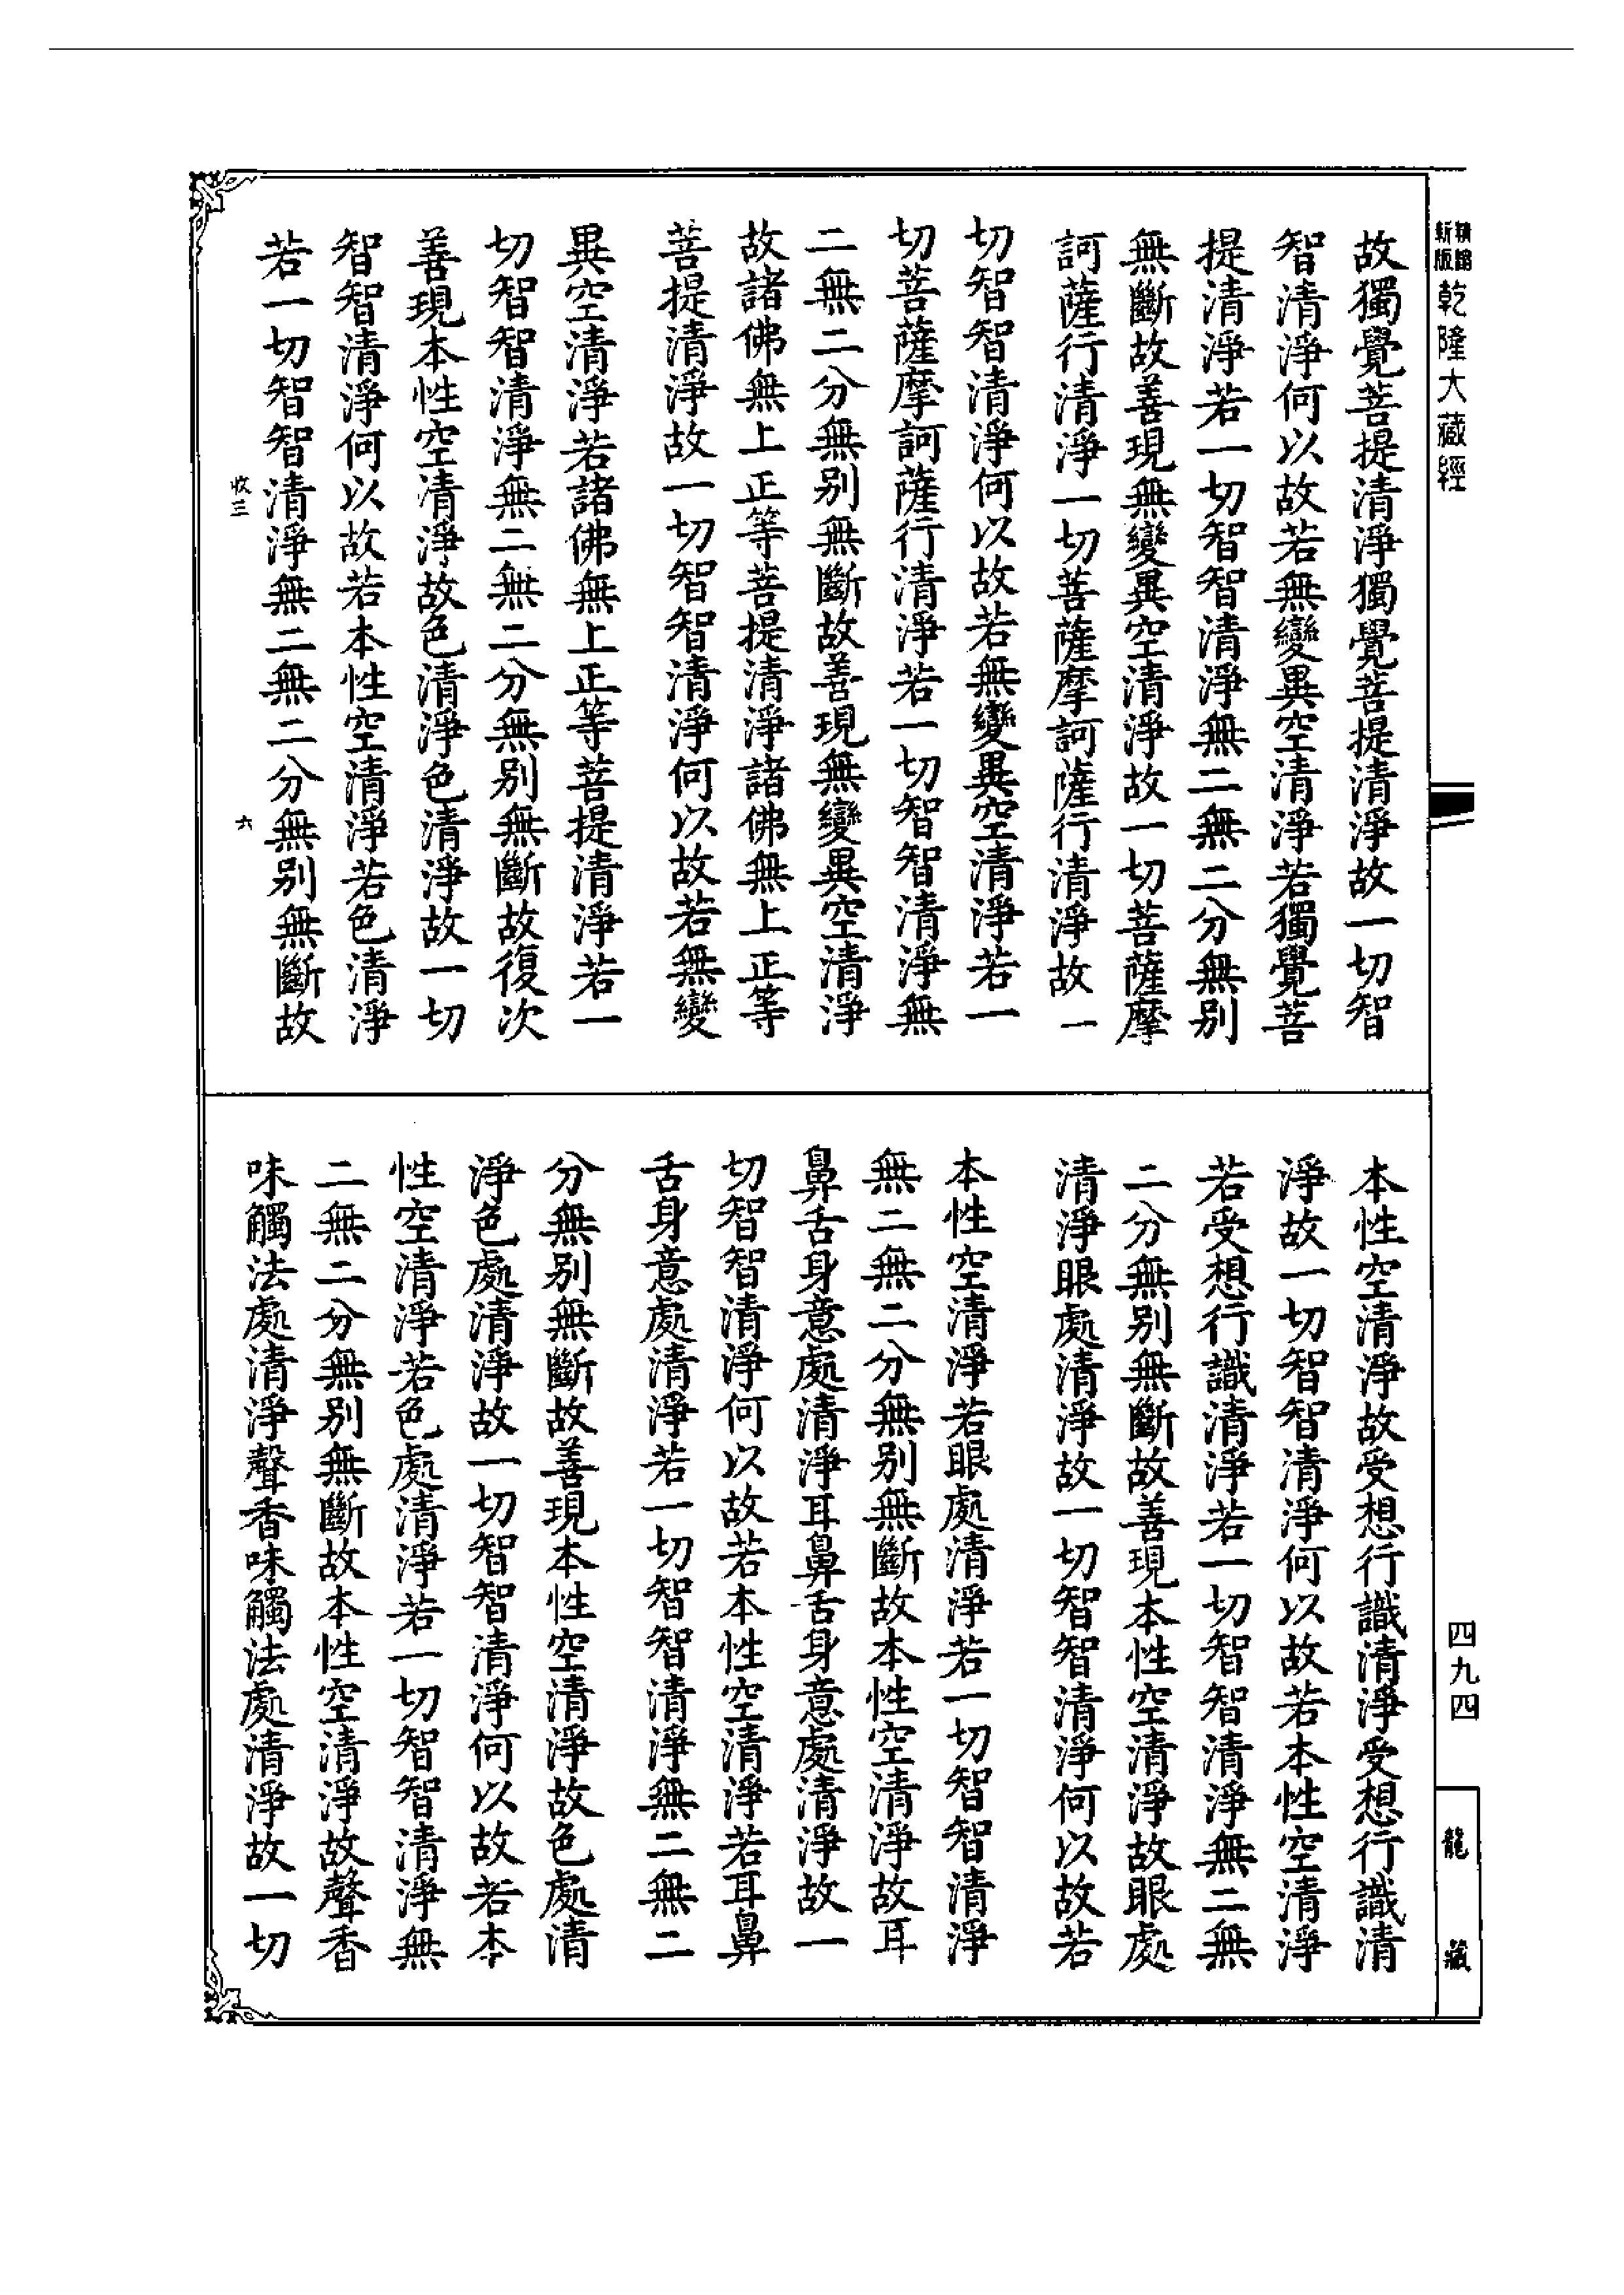 新版
乾隆大藏經
故獨覺菩提清淨獨覺菩提清淨故一切智
智清淨何以故若無變異空清淨若獨覺菩
提清淨若一切智智清淨無二無二分無别
無斷故善現無變異空清淨故一切菩薩摩
訶薩行清淨一切菩薩摩訶薩行清淨故一
切智智清淨何以故若無變異空清淨若一
切菩薩摩訶薩行清淨若一切智智清淨無
二無二分無别無斷故善現無變異空清淨
故諸佛無上正等菩提清淨諸佛無上正等
菩提清淨故一切智智清淨何以故若無變
異空清淨若諸佛無上正等菩提清淨若一
切智智清淨無二無二分無别無斷故復次
善現本性空清淨故色清淨色清淨故一切
智智清淨何以故若本性空清淨若色清淨
若一切智智清淨無二無二分無别無斷故
收三 六
四九四
龍藏
本性空清淨故受想行識清淨受想行識清
淨故一切智智清淨何以故若本性空清淨
若受想行識清淨若一切智智清淨無二無
二分無别無斷故善現本性空清淨故眼處
清淨眼處清淨故一切智智清淨何以故若
本性空清淨若眼處清淨若一切智智清淨
無二無二分無别無斷故本性空清淨故耳
鼻舌身意處清淨耳鼻舌身意處清淨故一
切智智清淨何以故若本性空清淨若耳鼻
舌身意處清淨若一切智智清淨無二無二
分無别無斷故善現本性空清淨故色處清
淨色處清淨故一切智智清淨何以故若本
性空清淨若色處清淨若一切智智清淨無
二無二分無别無斷故本性空清淨故聲香
味觸法處清淨聲香味觸法處清淨故一切